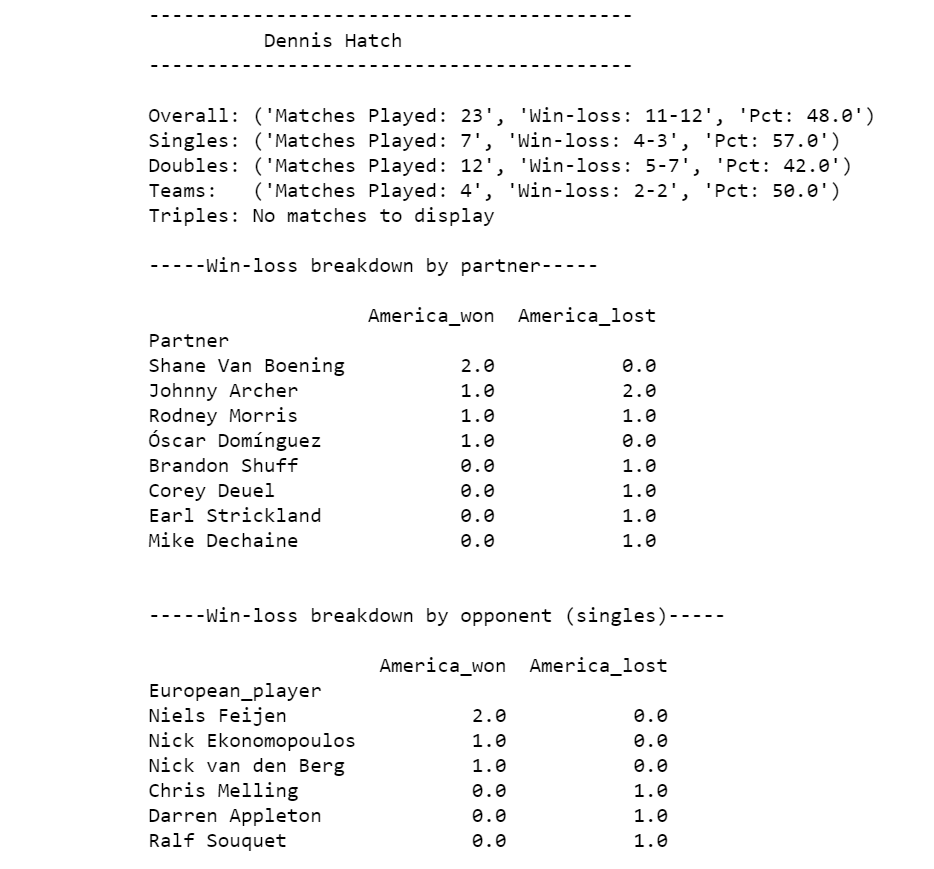 ------------------------------------------
Dennis Hatch
------------------------------------------
Overall: ('Matches Played: 23', 'Win-loss: 11-12', 'Pct: 48.0')
Singles: ('Matches Played: 7', 'Win-loss: 4-3', 'Pct: 57.0')
Doubles: ('Matches Played: 12', 'Win-loss: 5-7', 'Pct: 42.0')
Teams:   ('Matches Played: 4', 'Win-loss: 2-2', 'Pct: 50.0')
Triples: No matches to display
-----Win-loss breakdown by partner-----
America_won  America_lost
Partner
Shane Van Boening          2.0           0.0
Johnny Archer              1.0           2.0
Rodney Morris              1.0           1.0
Óscar Domínguez            1.0           0.0
Brandon Shuff              0.0           1.0
Corey Deuel                0.0           1.0
Earl Strickland            0.0           1.0
Mike Dechaine              0.0           1.0
-----Win-loss breakdown by opponent (singles)-----
America_won  America_lost
European_player
Niels Feijen                2.0           0.0
Nick Ekonomopoulos          1.0           0.0
Nick van den Berg           1.0           0.0
Chris Melling               0.0           1.0
Darren Appleton             0.0           1.0
Ralf Souquet                0.0           1.0